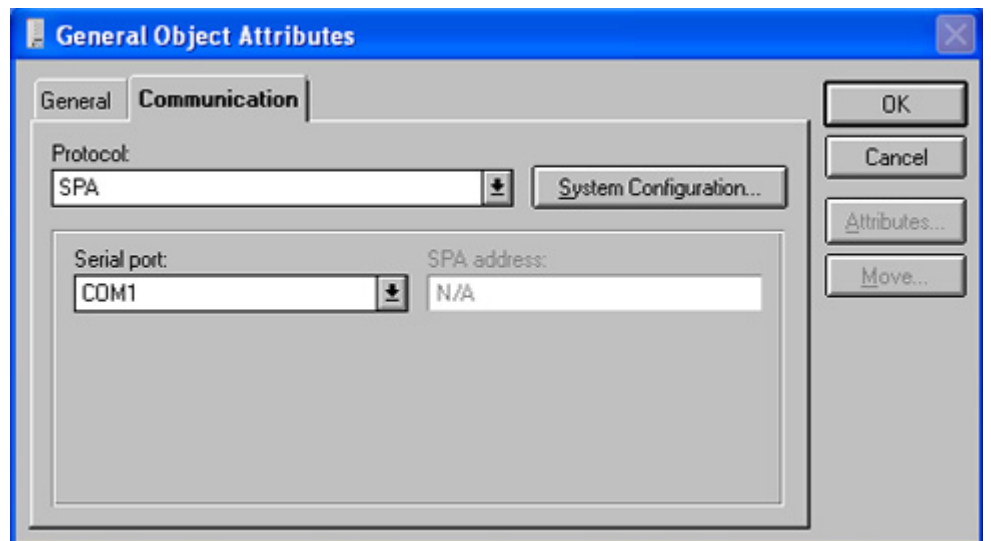 General Object Attributes
General
Communication
OK
Protocol:
Cancel
SPA
System Configuration...
Attributes...
Serial port:
SPA address:
Move...
COM1
N/A